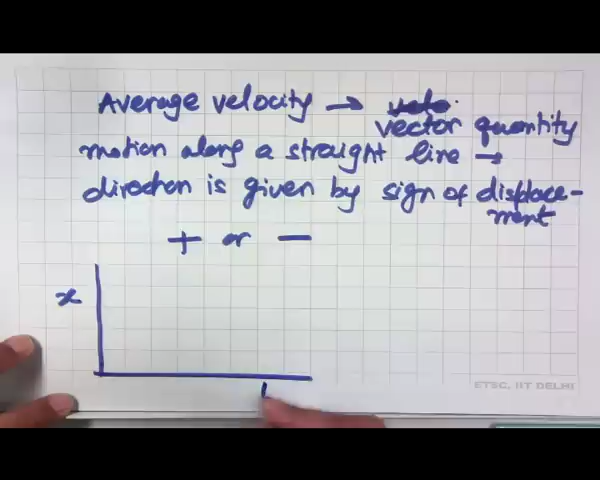 Average velocity →
vector quantity
motion along a straight line →
direction is given by sign of displace-
ment
+ or −
x
ETSC, IIT DELHI